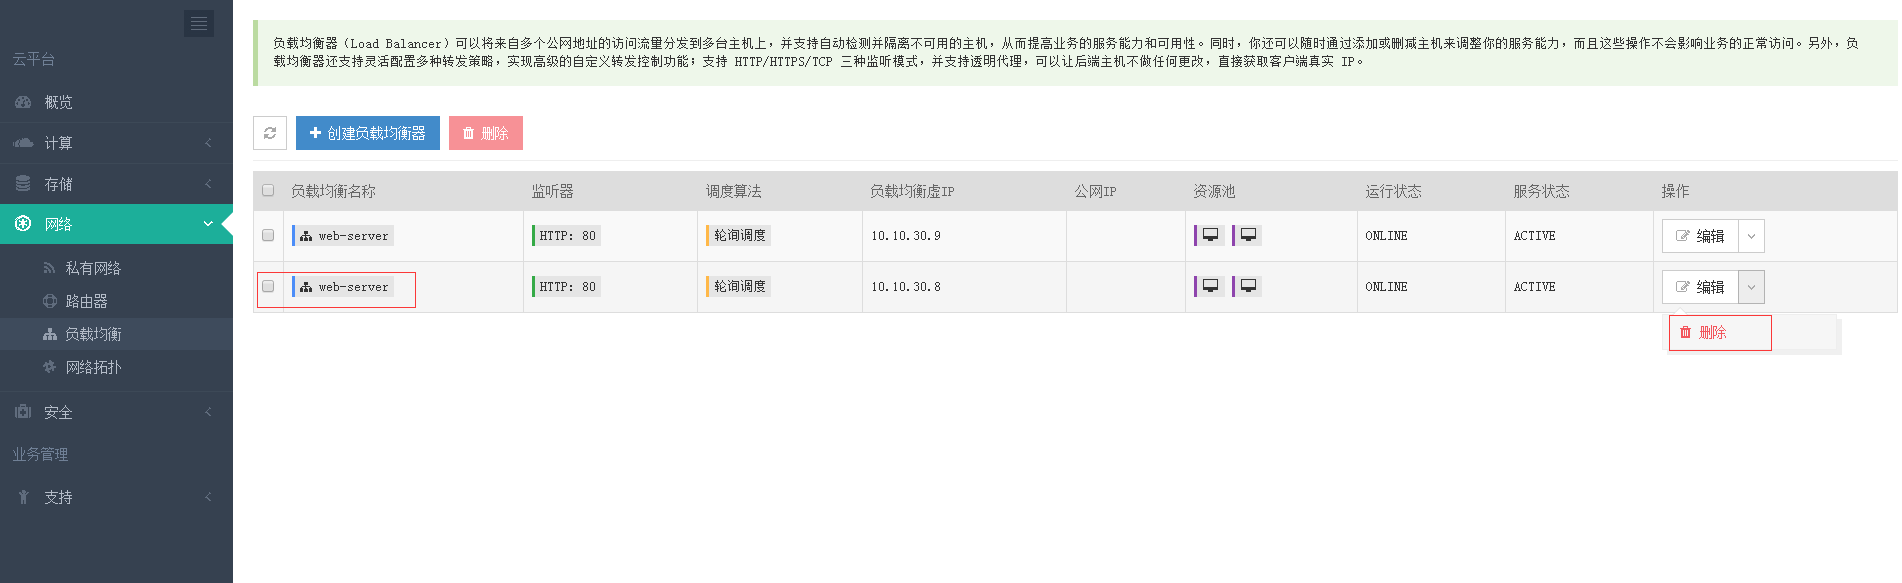 云平台
概览
计算
存储
网络
私有网络
路由器
负载均衡
网络拓扑
安全
业务管理
支持
负载均衡器（Load Balancer）可以将来自多个公网地址的访问流量分发到多台主机上，并支持自动检测并隔离不可用的主机，从而提高业务的服务能力和可用性。同时，你还可以随时通过添加或删减主机来调整你的服务能力，而且这些操作不会影响业务的正常访问。另外，负
载均衡器还支持灵活配置多种转发策略，实现高级的自定义转发控制功能；支持 HTTP/HTTPS/TCP 三种监听模式，并支持透明代理，可以让后端主机不做任何更改，直接获取客户端真实 IP。
创建负载均衡器 删除
负载均衡名称 监听器 调度算法 负载均衡虚IP 公网IP 资源池 运行状态 服务状态 操作
web-server HTTP: 80 轮询调度 10.10.30.9 ONLINE ACTIVE 编辑
web-server HTTP: 80 轮询调度 10.10.30.8 ONLINE ACTIVE 编辑
删除